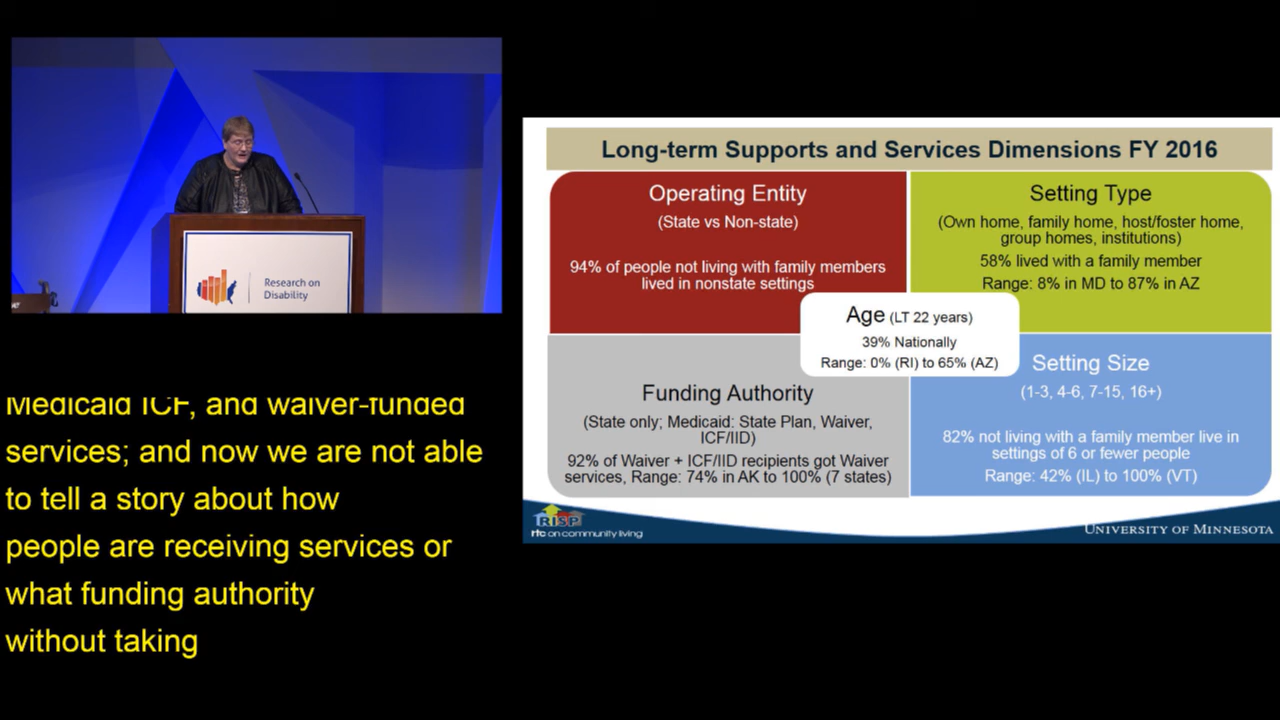 Research on
Disability
Medicaid ICF, and waiver-funded
services; and now we are not able
to tell a story about how
people are receiving services or
what funding authority
without taking
Long-term Supports and Services Dimensions FY 2016
Operating Entity
(State vs Non-state)
94% of people not living with family members
lived in nonstate settings
Setting Type
(Own home, family home, host/foster home,
group homes, institutions)
58% lived with a family member
Range: 8% in MD to 87% in AZ
Age (LT 22 years)
39% Nationally
Range: 0% (RI) to 65% (AZ)
Funding Authority
(State only; Medicaid: State Plan, Waiver,
ICF/IID)
92% of Waiver + ICF/IID recipients got Waiver
services, Range: 74% in AK to 100% (7 states)
Setting Size
(1-3, 4-6, 7-15, 16+)
82% not living with a family member live in
settings of 6 or fewer people
Range: 42% (IL) to 100% (VT)
RISP
rtc on community living
UNIVERSITY OF MINNESOTA